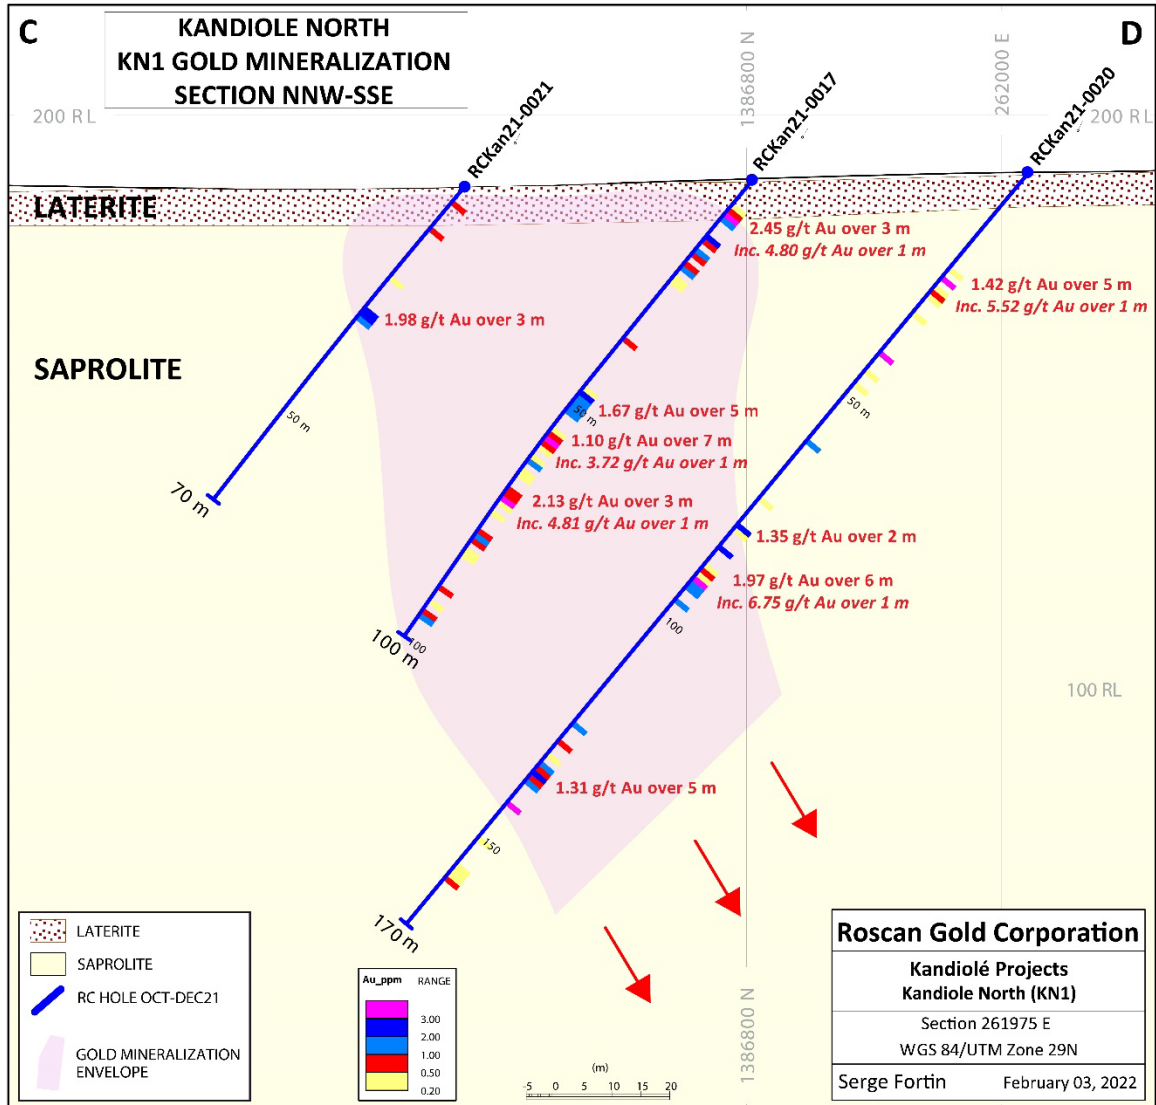 C
D
KANDIOLE NORTH
KN1 GOLD MINERALIZATION
SECTION NNW-SSE
1386800 N
262000 E
200 RL
200 RL
RCKan21-0021
RCKan21-0017
RCKan21-0020
LATERITE
SAPROLITE
2.45 g/t Au over 3 m
Inc. 4.80 g/t Au over 1 m
1.42 g/t Au over 5 m
Inc. 5.52 g/t Au over 1 m
1.98 g/t Au over 3 m
50 m
50 m
50 m
1.67 g/t Au over 5 m
1.10 g/t Au over 7 m
Inc. 3.72 g/t Au over 1 m
70 m
2.13 g/t Au over 3 m
Inc. 4.81 g/t Au over 1 m
1.35 g/t Au over 2 m
1.97 g/t Au over 6 m
Inc. 6.75 g/t Au over 1 m
100
100
100 m
100 RL
1.31 g/t Au over 5 m
150
170 m
1386800 N
LATERITE
SAPROLITE
RC HOLE OCT-DEC21
GOLD MINERALIZATION
ENVELOPE
Au_ppm RANGE
3.00
2.00
1.00
0.50
0.20
(m)
-5 0 5 10 15 20
Roscan Gold Corporation
Kandiolé Projects
Kandiole North (KN1)
Section 261975 E
WGS 84/UTM Zone 29N
Serge Fortin February 03, 2022